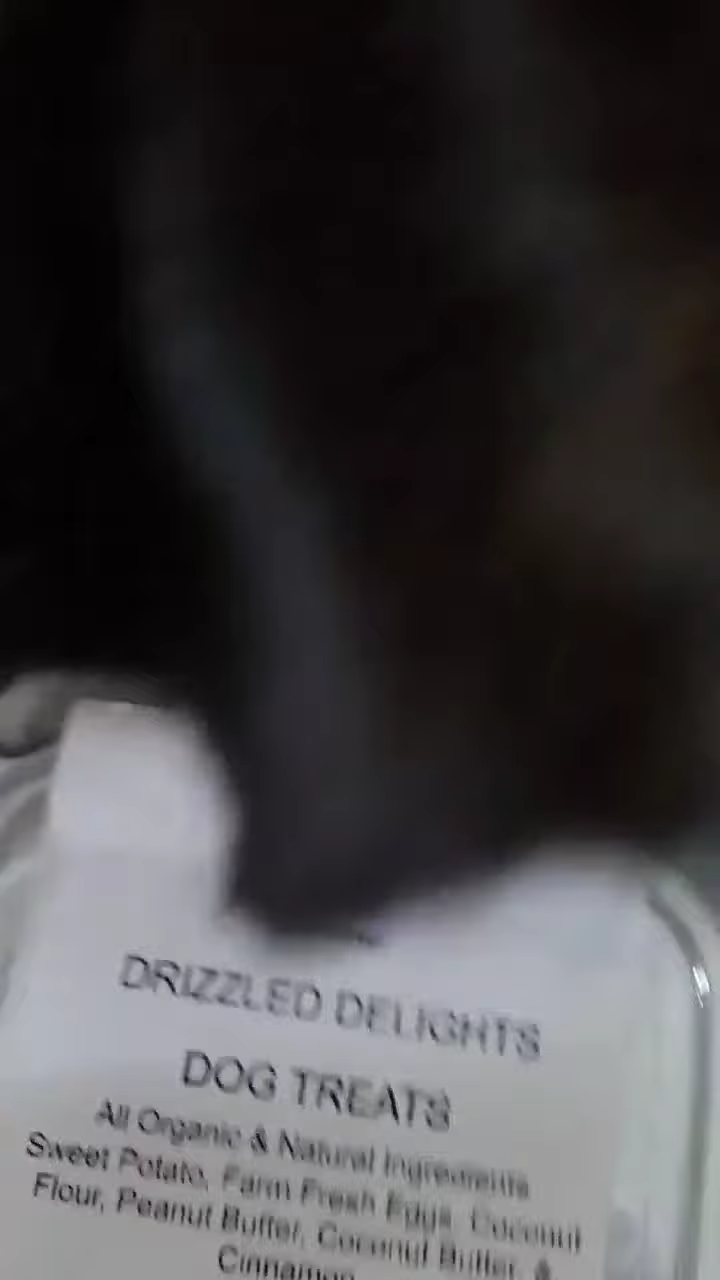 DRIZZLED DELIGHTS
DOG TREATS
All Organic & Natural Ingredients
Sweet Potato, Farm Fresh Eggs, Coconut
Flour, Peanut Butter, Coconut Butter, &
Cinnamon